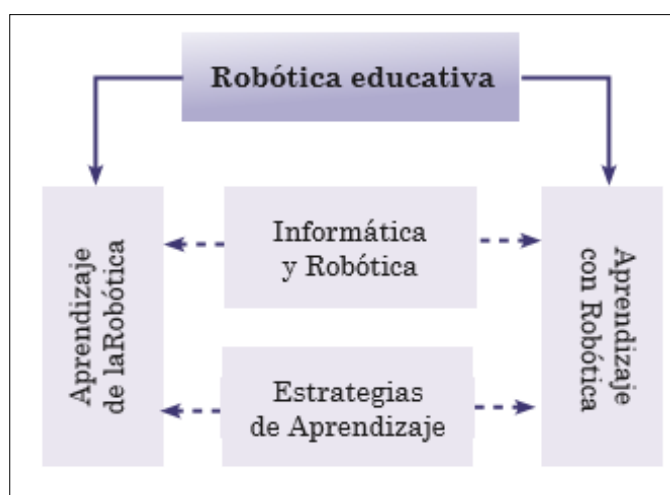 Robótica educativa
Aprendizaje
de laRobótica
Informática
y Robótica
Estrategias
de Aprendizaje
Aprendizaje
con Robótica